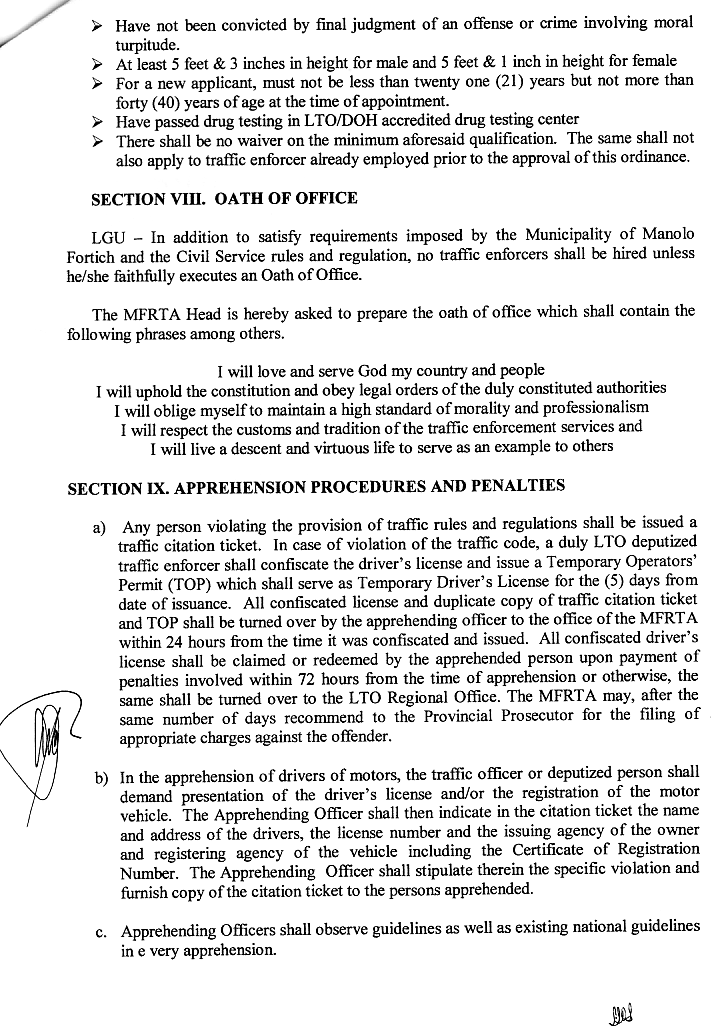 ➢ Have not been convicted by final judgment of an offense or crime involving moral
turpitude.
➢ At least 5 feet & 3 inches in height for male and 5 feet & 1 inch in height for female
➢ For a new applicant, must not be less than twenty one (21) years but not more than
forty (40) years of age at the time of appointment.
➢ Have passed drug testing in LTO/DOH accredited drug testing center
➢ There shall be no waiver on the minimum aforesaid qualification. The same shall not
also apply to traffic enforcer already employed prior to the approval of this ordinance.
SECTION VIII. OATH OF OFFICE
LGU – In addition to satisfy requirements imposed by the Municipality of Manolo
Fortich and the Civil Service rules and regulation, no traffic enforcers shall be hired unless
he/she faithfully executes an Oath of Office.
The MFRTA Head is hereby asked to prepare the oath of office which shall contain the
following phrases among others.
I will love and serve God my country and people
I will uphold the constitution and obey legal orders of the duly constituted authorities
I will oblige myself to maintain a high standard of morality and professionalism
I will respect the customs and tradition of the traffic enforcement services and
I will live a descent and virtuous life to serve as an example to others
SECTION IX. APPREHENSION PROCEDURES AND PENALTIES
a) Any person violating the provision of traffic rules and regulations shall be issued a
traffic citation ticket. In case of violation of the traffic code, a duly LTO deputized
traffic enforcer shall confiscate the driver's license and issue a Temporary Operators'
Permit (TOP) which shall serve as Temporary Driver's License for the (5) days from
date of issuance. All confiscated license and duplicate copy of traffic citation ticket
and TOP shall be turned over by the apprehending officer to the office of the MFRTA
within 24 hours from the time it was confiscated and issued. All confiscated driver's
license shall be claimed or redeemed by the apprehended person upon payment of
penalties involved within 72 hours from the time of apprehension or otherwise, the
same shall be turned over to the LTO Regional Office. The MFRTA may, after the
same number of days recommend to the Provincial Prosecutor for the filing of
appropriate charges against the offender.
b) In the apprehension of drivers of motors, the traffic officer or deputized person shall
demand presentation of the driver's license and/or the registration of the motor
vehicle. The Apprehending Officer shall then indicate in the citation ticket the name
and address of the drivers, the license number and the issuing agency of the owner
and registering agency of the vehicle including the Certificate of Registration
Number. The Apprehending Officer shall stipulate therein the specific violation and
furnish copy of the citation ticket to the persons apprehended.
c. Apprehending Officers shall observe guidelines as well as existing national guidelines
in e very apprehension.